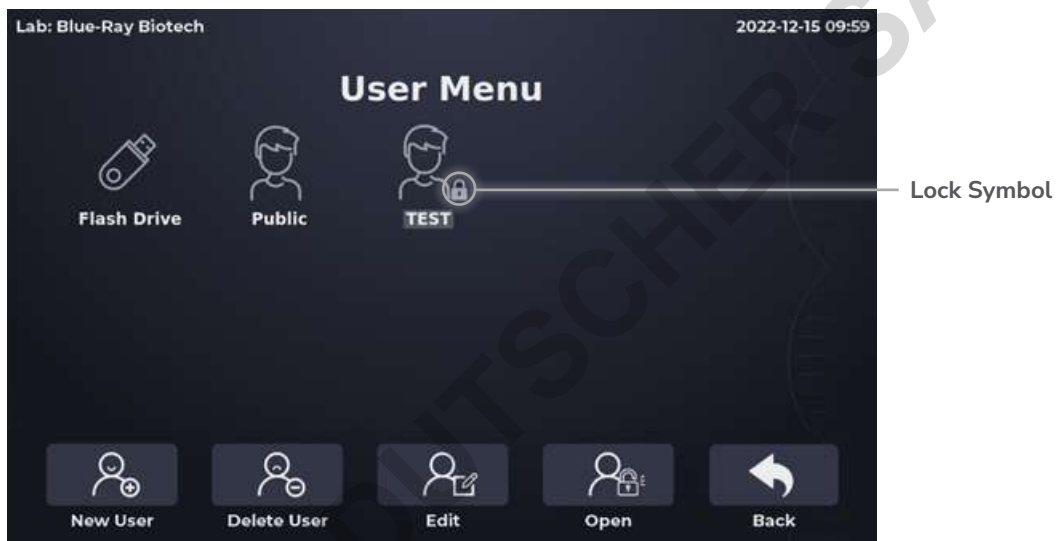 Lab: Blue-Ray Biotech 2022-12-15 09:59
User Menu
Flash Drive Public TEST
Lock Symbol
New User Delete User Edit Open Back